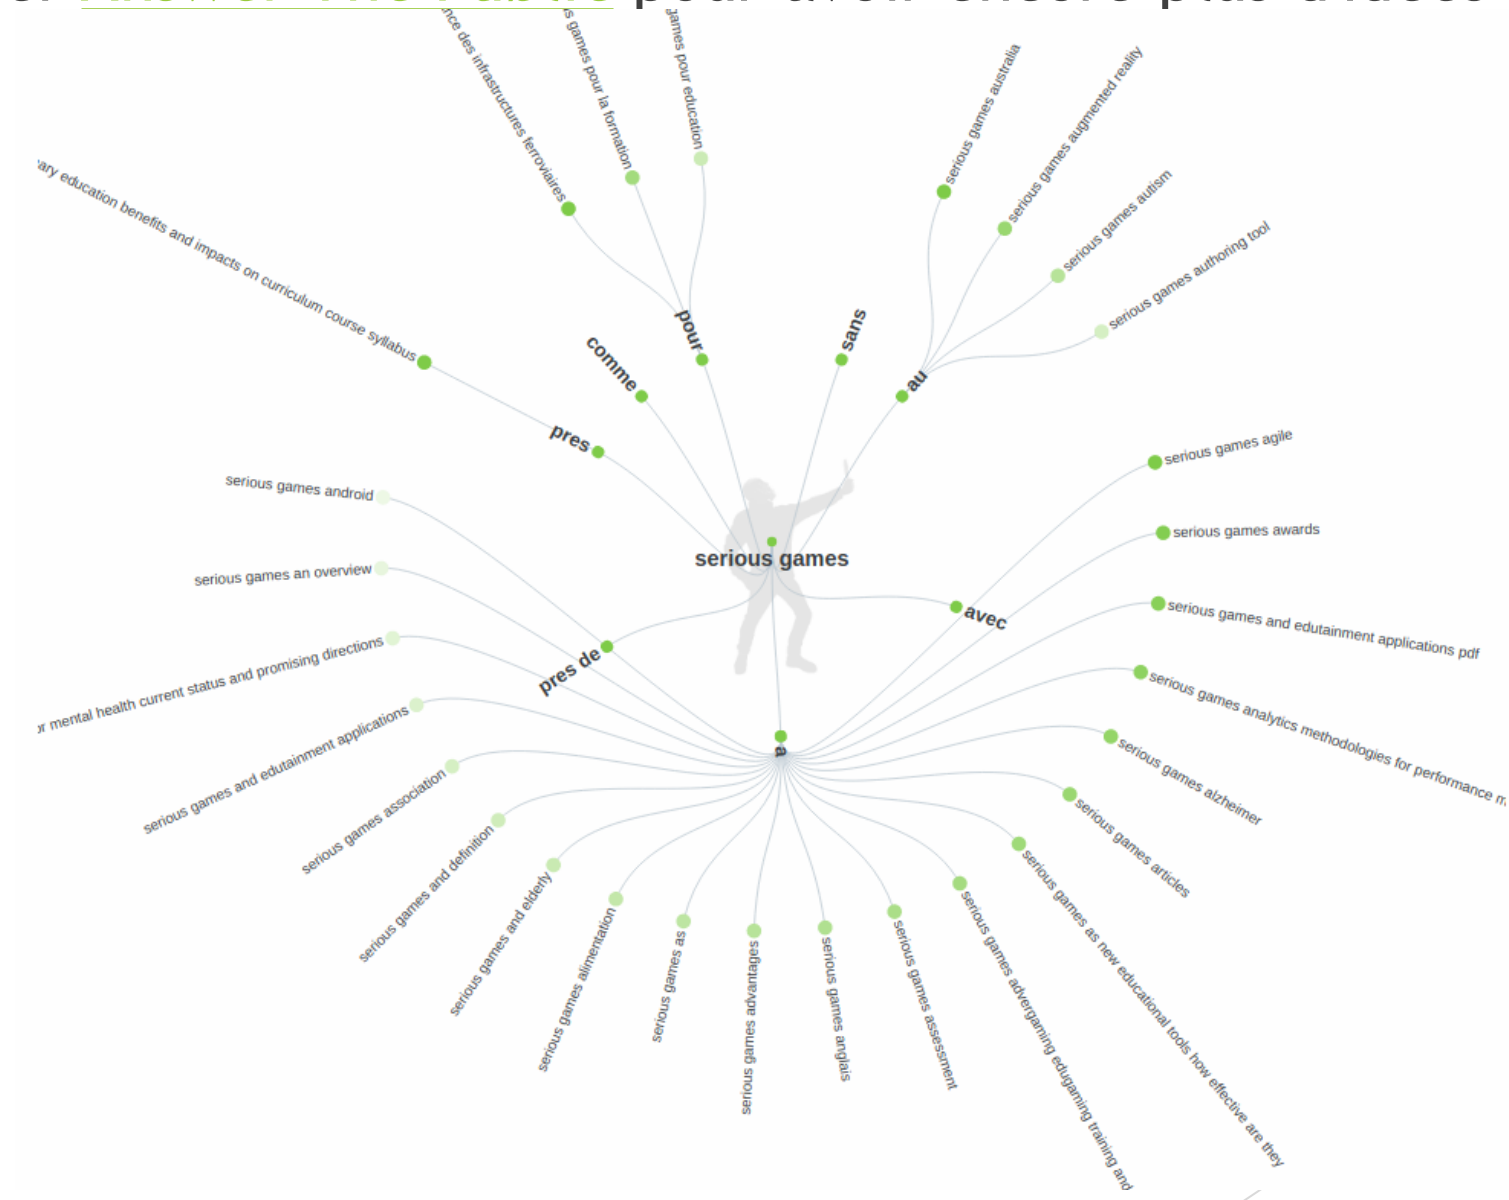 nce des infrastructures ferroviaires
s games pour la formation
games pour education
serious games australia
serious games augmented reality
serious games autism
serious games authoring tool
ary education benefits and impacts on curriculum course syllabus
pour
sans
comme
au
pres
serious games agile
serious games android
serious games awards
serious games
serious games an overview
avec
serious games and edutainment applications pdf
pres de
or mental health current status and promising directions
serious games analytics methodologies for performance m
a
serious games and edutainment applications
serious games alzheimer
serious games association
serious games articles
serious games and definition
serious games as new educational tools how effective are they
serious games and elderly
serious games advergaming edugaming training and
serious games alimentation
serious games assessment
serious games as
serious games anglais
serious games advantages